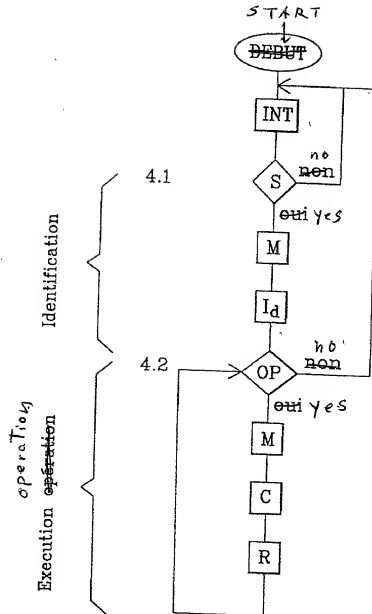 START
DEBUT
INT
no
4.1
S
non
oui yes
Identification
M
Id
no
4.2
OP
non
oui yes
M
operation
Execution opération
C
R